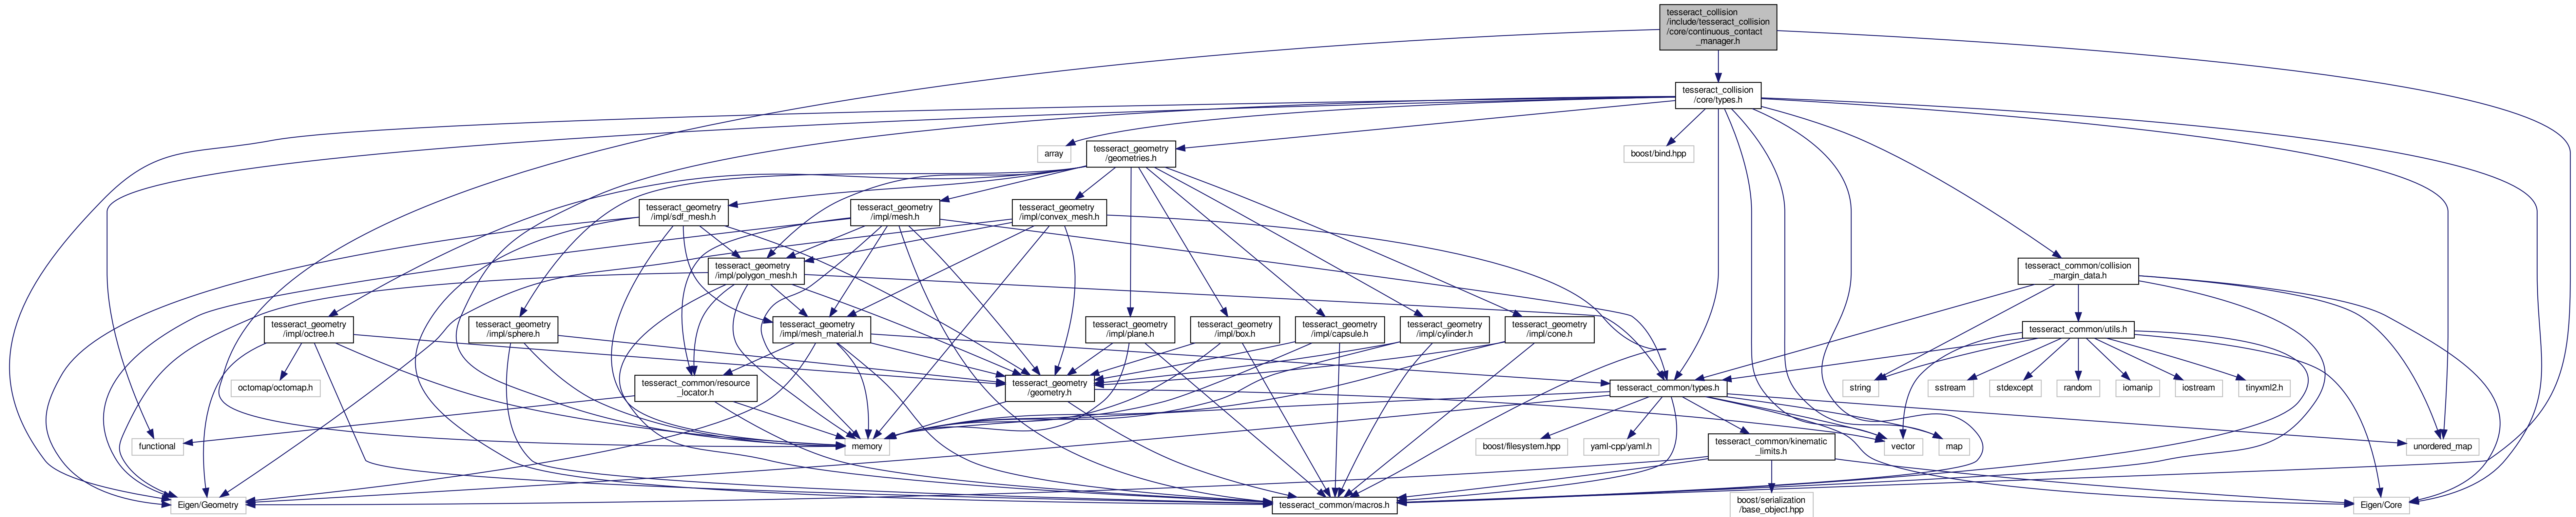 tesseract_collision
/include/tesseract_collision
/core/continuous_contact
_manager.h
tesseract_collision
/core/types.h
array
tesseract_geometry
/geometries.h
boost/bind.hpp
tesseract_geometry
/impl/sdf_mesh.h
tesseract_geometry
/impl/mesh.h
tesseract_geometry
/impl/convex_mesh.h
tesseract_geometry
/impl/polygon_mesh.h
tesseract_common/collision
_margin_data.h
tesseract_geometry
/impl/octree.h
tesseract_geometry
/impl/sphere.h
tesseract_geometry
/impl/mesh_material.h
tesseract_geometry
/impl/plane.h
tesseract_geometry
/impl/box.h
tesseract_geometry
/impl/capsule.h
tesseract_geometry
/impl/cylinder.h
tesseract_geometry
/impl/cone.h
tesseract_common/utils.h
octomap/octomap.h
tesseract_common/resource
_locator.h
tesseract_geometry
/geometry.h
tesseract_common/types.h
string
sstream
stdexcept
random
iomanip
iostream
tinyxml2.h
functional
memory
boost/filesystem.hpp
yaml-cpp/yaml.h
tesseract_common/kinematic
_limits.h
vector
map
unordered_map
Eigen/Geometry
tesseract_common/macros.h
boost/serialization
/base_object.hpp
Eigen/Core